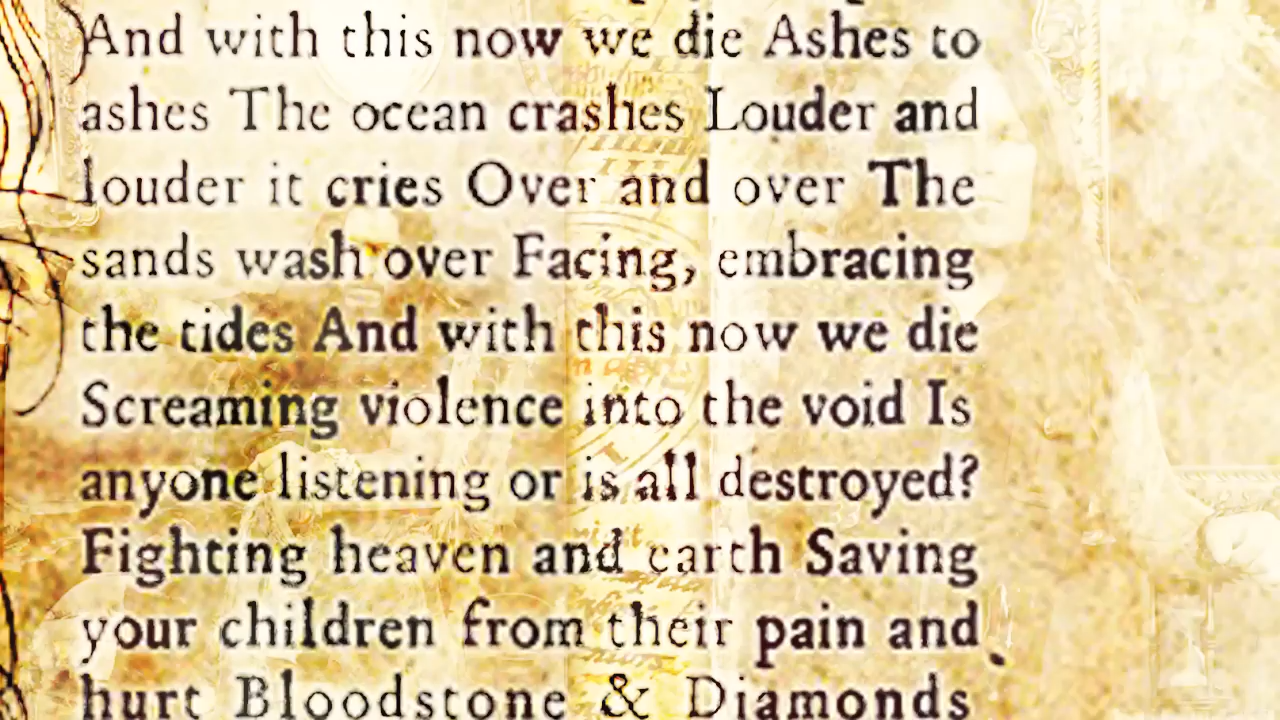 And with this now we die Ashes to
ashes The ocean crashes Louder and
louder it cries Over and over The
sands wash over Facing, embracing
the tides And with this now we die
Screaming violence into the void Is
anyone listening or is all destroyed?
Fighting heaven and earth Saving
your children from their pain and
hurt Bloodstone & Diamonds